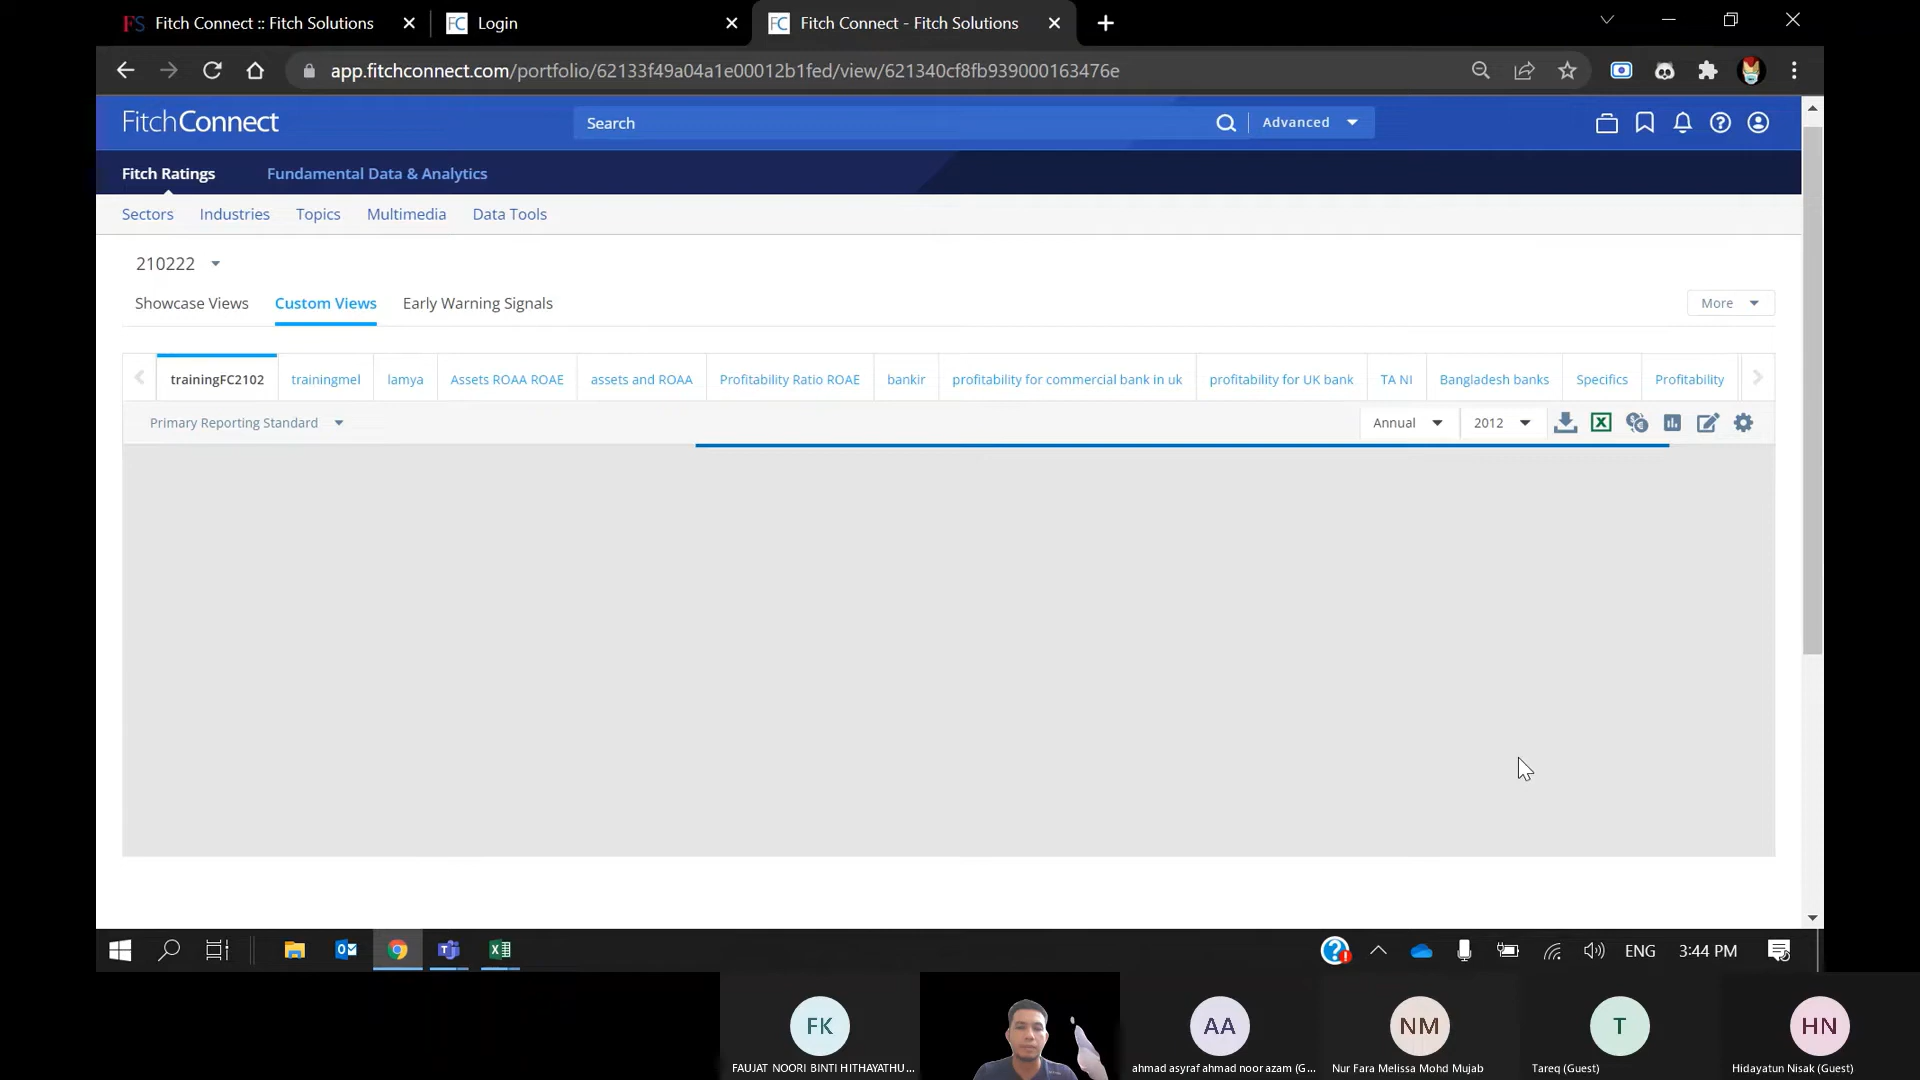 FS Fitch Connect :: Fitch Solutions
FC Login
FC Fitch Connect - Fitch Solutions
app.fitchconnect.com/portfolio/62133f49a04a1e00012b1fed/view/621340cf8fb939000163476e
FitchConnect
Search
Advanced
Fitch Ratings
Fundamental Data & Analytics
Sectors
Industries
Topics
Multimedia
Data Tools
210222
Showcase Views
Custom Views
Early Warning Signals
More
trainingFC2102
trainingmel
lamya
Assets ROAA ROAE
assets and ROAA
Profitability Ratio ROAE
bankir
profitability for commercial bank in uk
profitability for UK bank
TA NI
Bangladesh banks
Specifics
Profitability
Primary Reporting Standard
Annual
2012
ENG
3:44 PM
FK
AA
NM
T
HN
FAUJAT NOORI BINTI HITHAYATHU...
ahmad asyraf ahmad noor azam (G...
Nur Fara Melissa Mohd Mujab
Tareq (Guest)
Hidayatun Nisak (Guest)